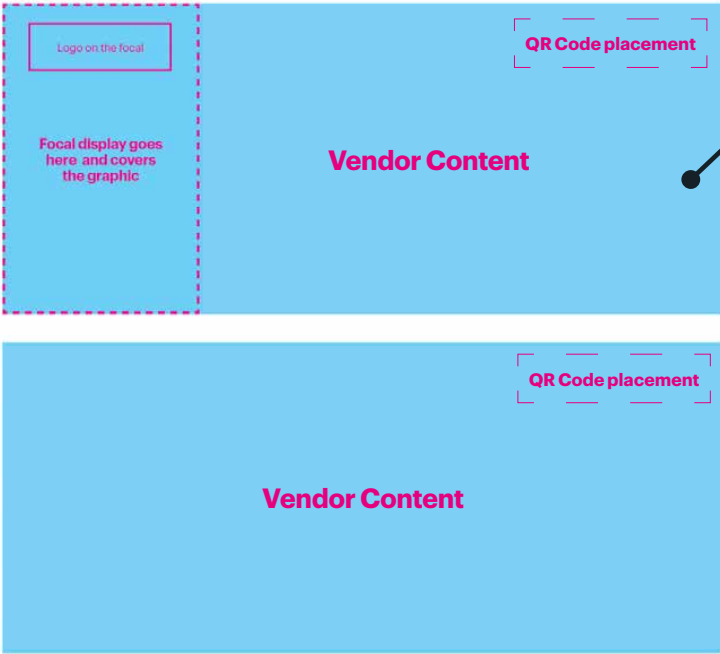 Logo on the focal
QR Code placement
Focal display goes
here and covers
the graphic
Vendor Content
QR Code placement
Vendor Content